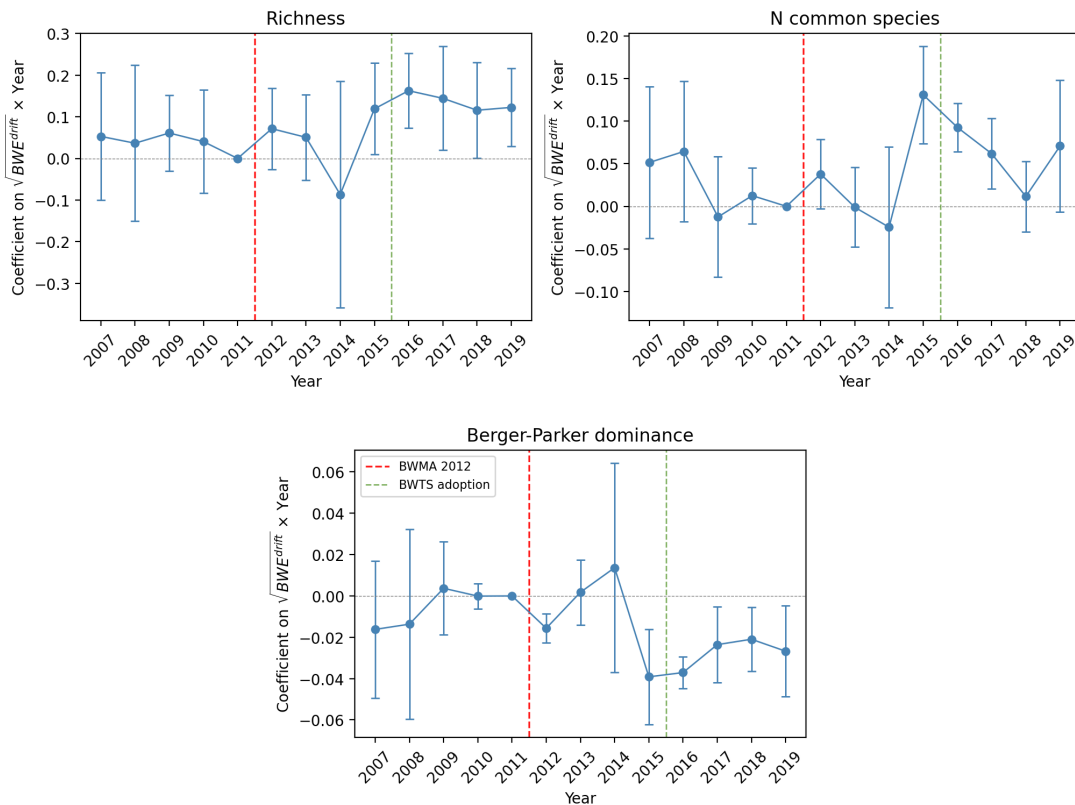 Richness
Coefficient on √BWE^drift × Year
0.3
0.2
0.1
0.0
−0.1
−0.2
−0.3
2007 2008 2009 2010 2011 2012 2013 2014 2015 2016 2017 2018 2019
Year
N common species
Coefficient on √BWE^drift × Year
0.20
0.15
0.10
0.05
0.00
−0.05
−0.10
2007 2008 2009 2010 2011 2012 2013 2014 2015 2016 2017 2018 2019
Year
Berger-Parker dominance
BWMA 2012
BWTS adoption
Coefficient on √BWE^drift × Year
0.06
0.04
0.02
0.00
−0.02
−0.04
−0.06
2007 2008 2009 2010 2011 2012 2013 2014 2015 2016 2017 2018 2019
Year